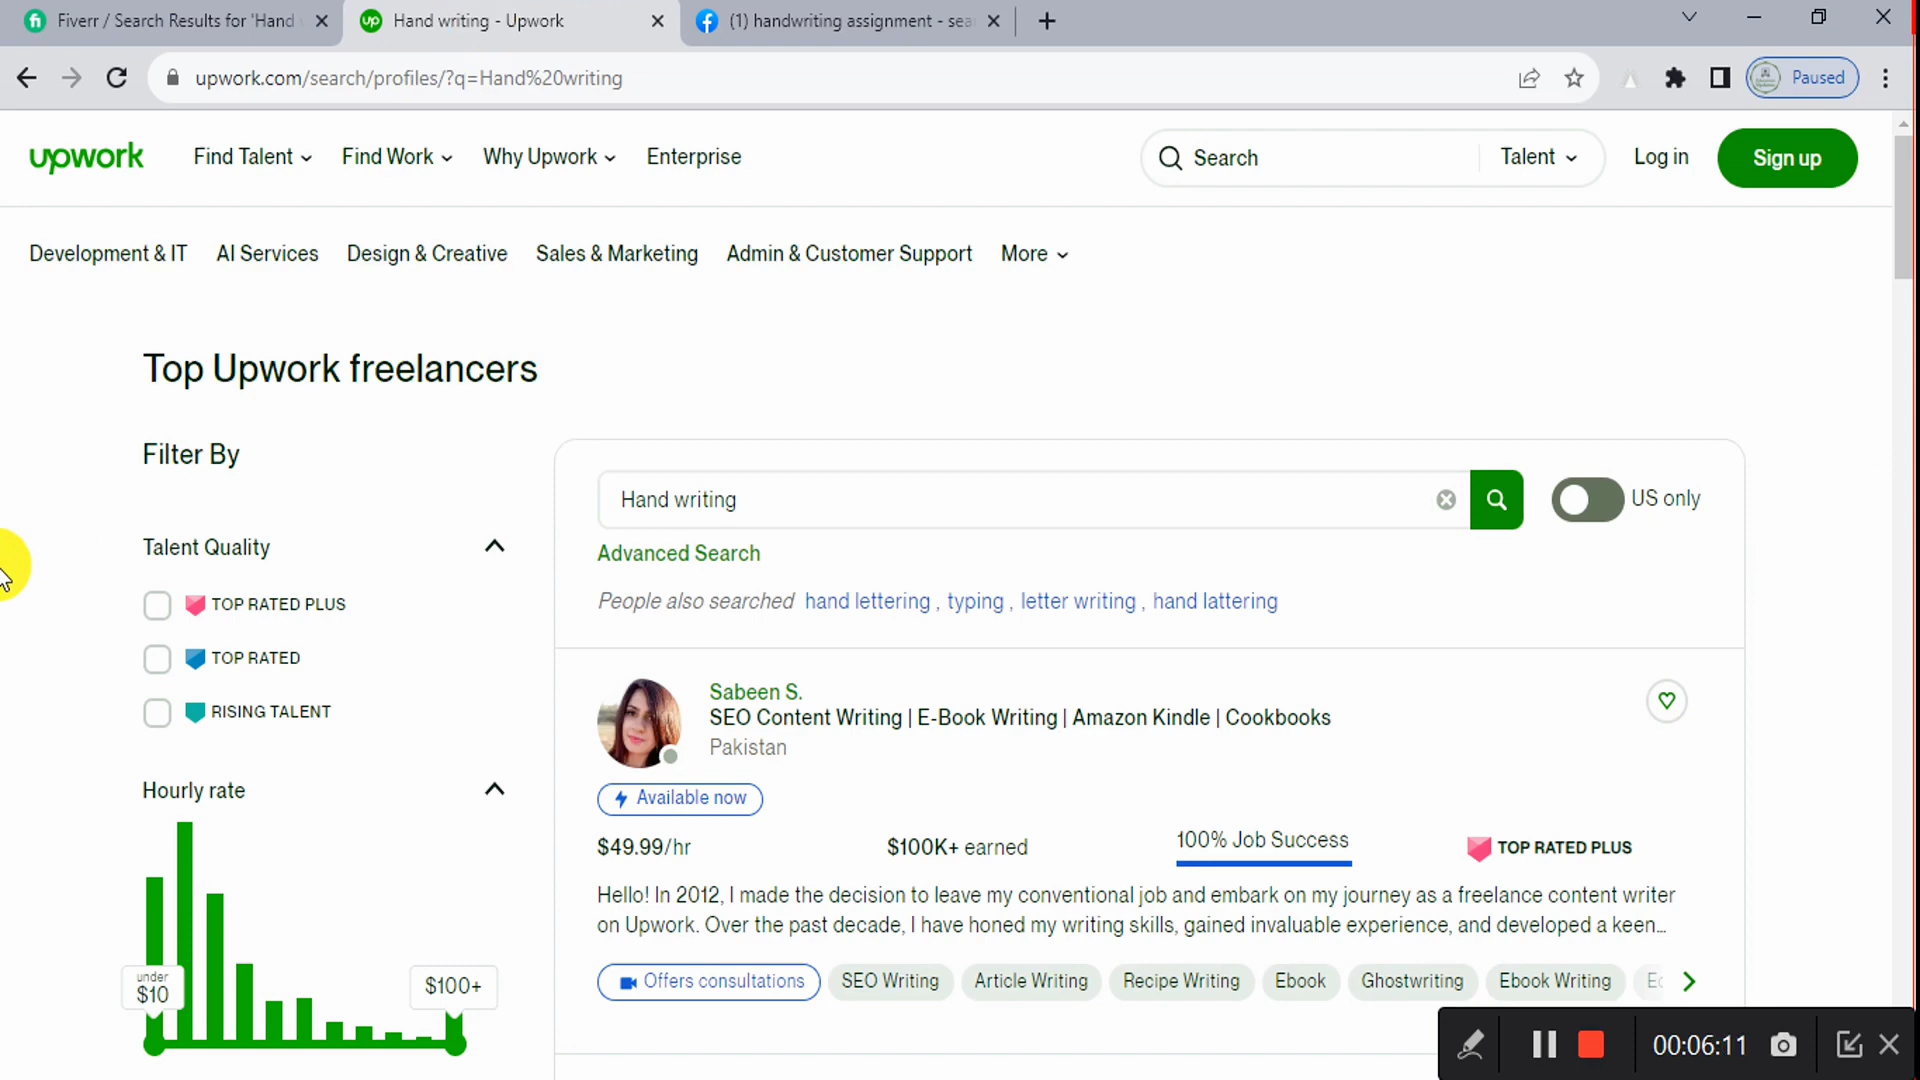 Fiverr / Search Results for 'Hand
Hand writing - Upwork
(1) handwriting assignment - sea
upwork.com/search/profiles/?q=Hand%20writing
Paused
upwork
Find Talent
Find Work
Why Upwork
Enterprise
Search
Talent
Log in
Sign up
Development & IT
AI Services
Design & Creative
Sales & Marketing
Admin & Customer Support
More
Top Upwork freelancers
Filter By
Talent Quality
TOP RATED PLUS
TOP RATED
RISING TALENT
Hourly rate
under
$10
$100+
Hand writing
US only
Advanced Search
People also searched hand lettering , typing , letter writing , hand lattering
Sabeen S.
SEO Content Writing | E-Book Writing | Amazon Kindle | Cookbooks
Pakistan
Available now
$49.99/hr
$100K+ earned
100% Job Success
TOP RATED PLUS
Hello! In 2012, I made the decision to leave my conventional job and embark on my journey as a freelance content writer
on Upwork. Over the past decade, I have honed my writing skills, gained invaluable experience, and developed a keen...
Offers consultations
SEO Writing
Article Writing
Recipe Writing
Ebook
Ghostwriting
Ebook Writing
00:06:11